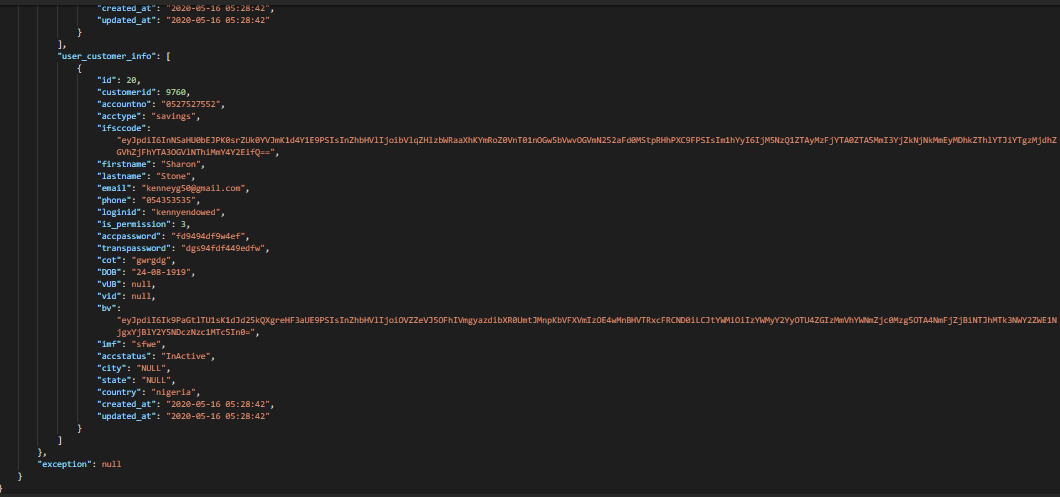 "created_at": "2020-05-16 05:28:42",
"updated_at": "2020-05-16 05:28:42"
}
],
"user_customer_info": [
{
"id": 20,
"customerid": 9760,
"accountno": "0527527552",
"acctype": "savings",
"ifsccode":
"firstname": "Sharon",
"lastname": "Stone",
"email": "kenneyg50@gmail.com",
"phone": "054353535",
"loginid": "kennyendowed",
"is_permission": 3,
"accpassword": "fd9494df9w4ef",
"transpassword": "dgs94fdf449edfw",
"cot": "gwrgdg",
"DOB": "24-08-1919",
"vUB": null,
"vid": null,
"bv":
"imf": "sfwe",
"accstatus": "InActive",
"city": "NULL",
"state": "NULL",
"country": "nigeria",
"created_at": "2020-05-16 05:28:42",
"updated_at": "2020-05-16 05:28:42"
}
]
},
"exception": null
}
}